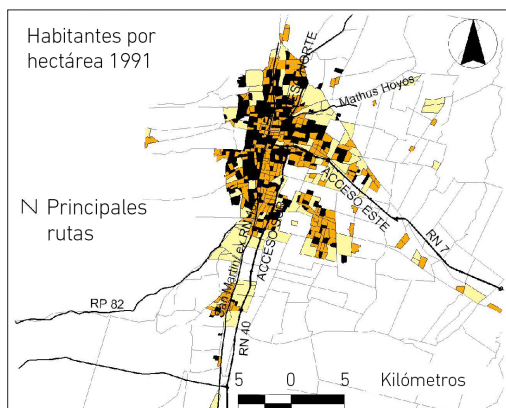 Habitantes por
hectárea 1991
Mathus Hoyos
N Principales
rutas
ACCESO ESTE
RN 7
RP 82
RN 40
5 0 5 Kilómetros